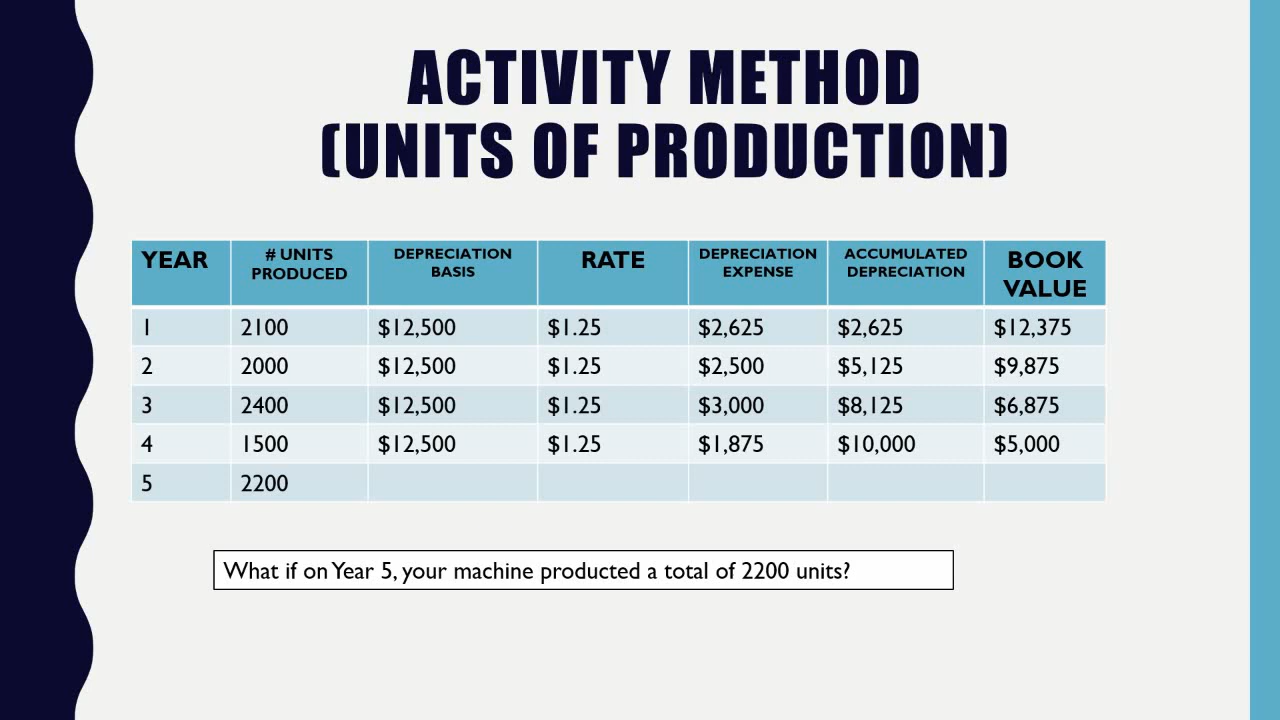 ACTIVITY METHOD
(UNITS OF PRODUCTION)
YEAR # UNITS PRODUCED DEPRECIATION BASIS RATE DEPRECIATION EXPENSE ACCUMULATED DEPRECIATION BOOK VALUE
1 2100 $12,500 $1.25 $2,625 $2,625 $12,375
2 2000 $12,500 $1.25 $2,500 $5,125 $9,875
3 2400 $12,500 $1.25 $3,000 $8,125 $6,875
4 1500 $12,500 $1.25 $1,875 $10,000 $5,000
5 2200
What if on Year 5, your machine producted a total of 2200 units?